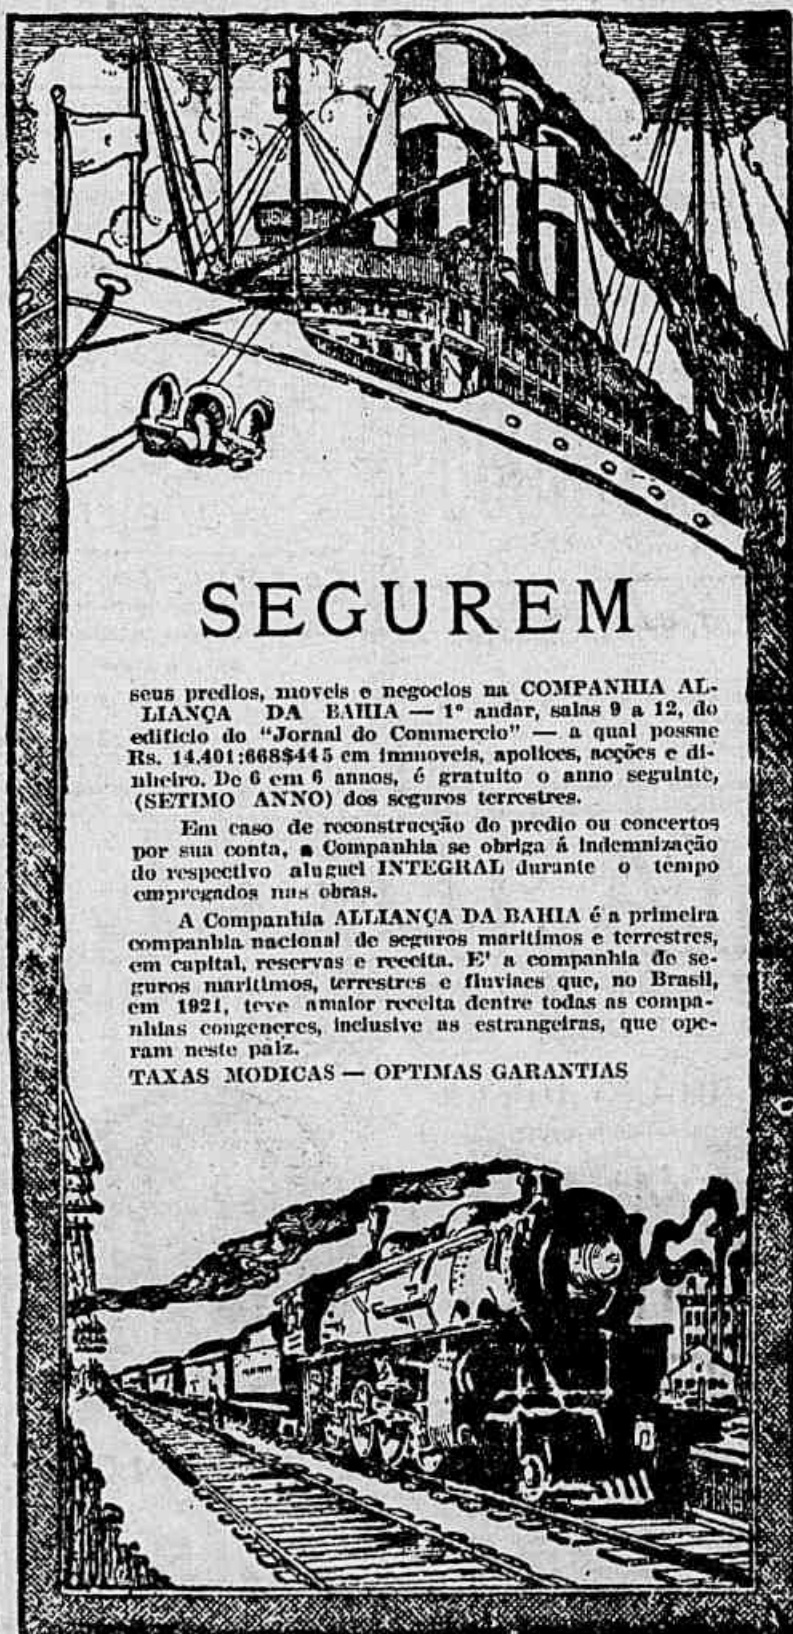 SEGUREM
seus predios, moveis e negocios na COMPANHIA AL-
LIANÇA DA BAHIA — 1º andar, salas 9 a 12, do
edificio do "Jornal do Commercio" — a qual possue
Rs. 14.401:668$445 em immoveis, apolices, acções e di-
nheiro. De 6 em 6 annos, é gratuito o anno seguinte,
(SETIMO ANNO) dos seguros terrestres.
Em caso de reconstrucção do predio ou concertos
por sua conta, a Companhia se obriga á indemnização
do respectivo aluguel INTEGRAL durante o tempo
empregados nas obras.
A Companhia ALLIANÇA DA BAHIA é a primeira
companhia nacional de seguros maritimos e terrestres,
em capital, reservas e receita. E' a companhia de se-
guros maritimos, terrestres e fluviaes que, no Brasil,
em 1921, teve amaior receita dentre todas as compa-
nhias congeneres, inclusive as estrangeiras, que ope-
ram neste paiz.
TAXAS MODICAS — OPTIMAS GARANTIAS